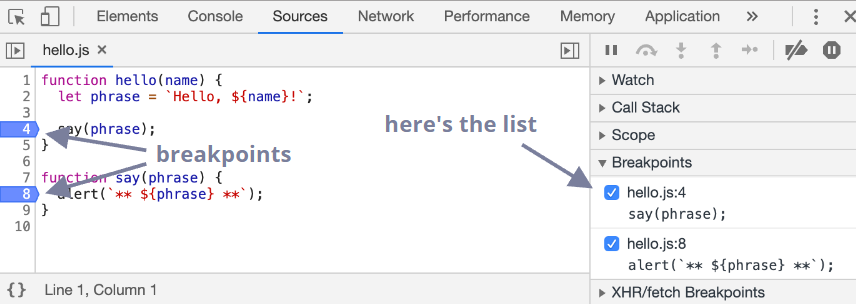 Elements Console Sources Network Performance Memory Application »
hello.js ×
1 function hello(name) {
2 let phrase = `Hello, ${name}!`;
3
4 say(phrase);
5 }
6
7 function say(phrase) {
8 alert(`** ${phrase} **`);
9 }
10
breakpoints
here's the list
{} Line 1, Column 1
Watch
Call Stack
Scope
Breakpoints
hello.js:4
say(phrase);
hello.js:8
alert(`** ${phrase} **`);
XHR/fetch Breakpoints